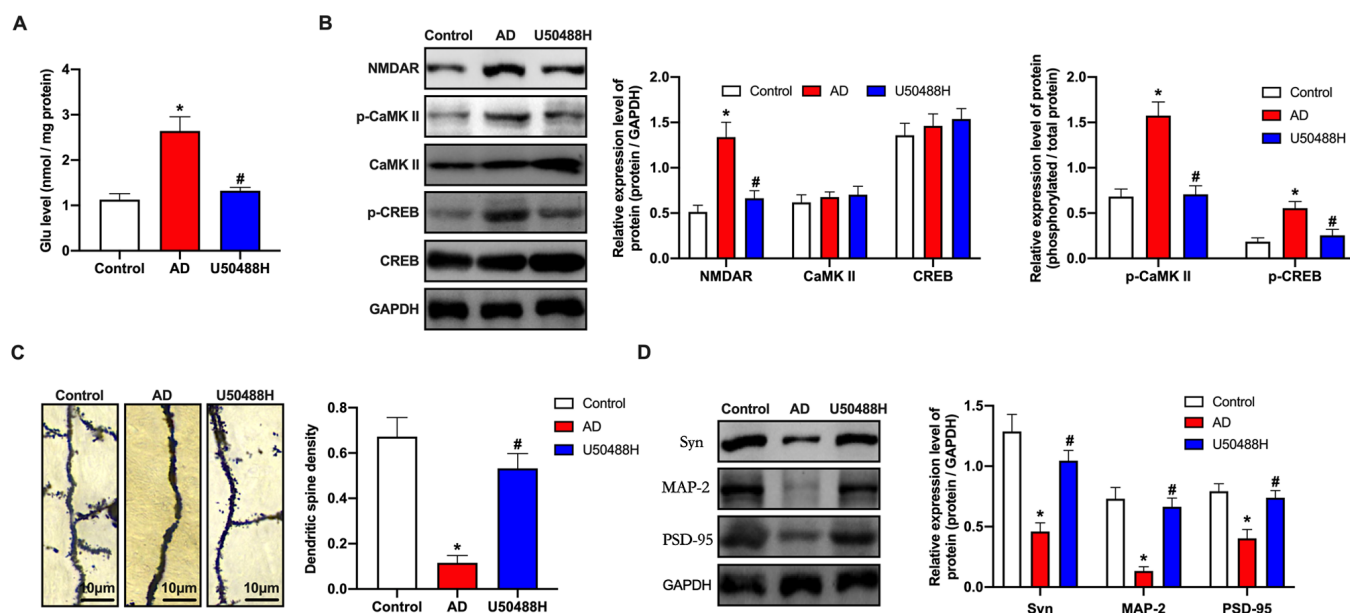 A
Glu level (nmol / mg protein)
4
3
2
1
0
*
#
Control AD U50488H
B
Control AD U50488H
NMDAR
p-CaMK II
CaMK II
p-CREB
CREB
GAPDH
Relative expression level of
protein (protein / GAPDH)
2.0
1.5
1.0
0.5
0.0
Control AD U50488H
*
#
NMDAR CaMK II CREB
Relative expression level of protein
(phosphorylated / total protein)
2.0
1.5
1.0
0.5
0.0
Control
AD
U50488H
*
#
*
#
p-CaMK II p-CREB
C
Control AD U50488H
10μm 10μm 10μm
Dendritic spine density
0.8
0.6
0.4
0.2
0.0
*
#
Control AD U50488H
Control
AD
U50488H
D
Control AD U50488H
Syn
MAP-2
PSD-95
GAPDH
Relative expression level of
protein (protein / GAPDH)
1.5
1.0
0.5
0.0
Control
AD
U50488H
*
#
*
#
*
#
Syn MAP-2 PSD-95